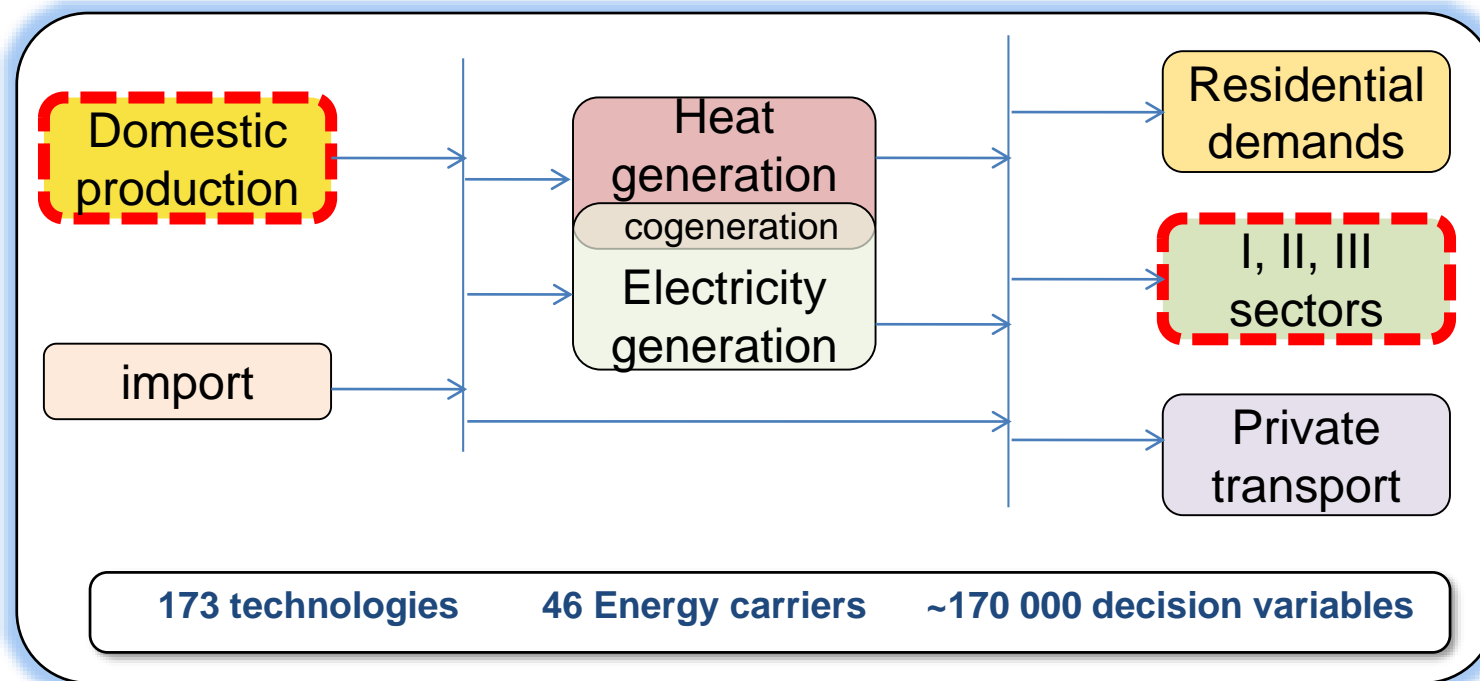 Domestic
production
import
Heat
generation
cogeneration
Electricity
generation
Residential
demands
I, II, III
sectors
Private
transport
173 technologies 46 Energy carriers ~170 000 decision variables